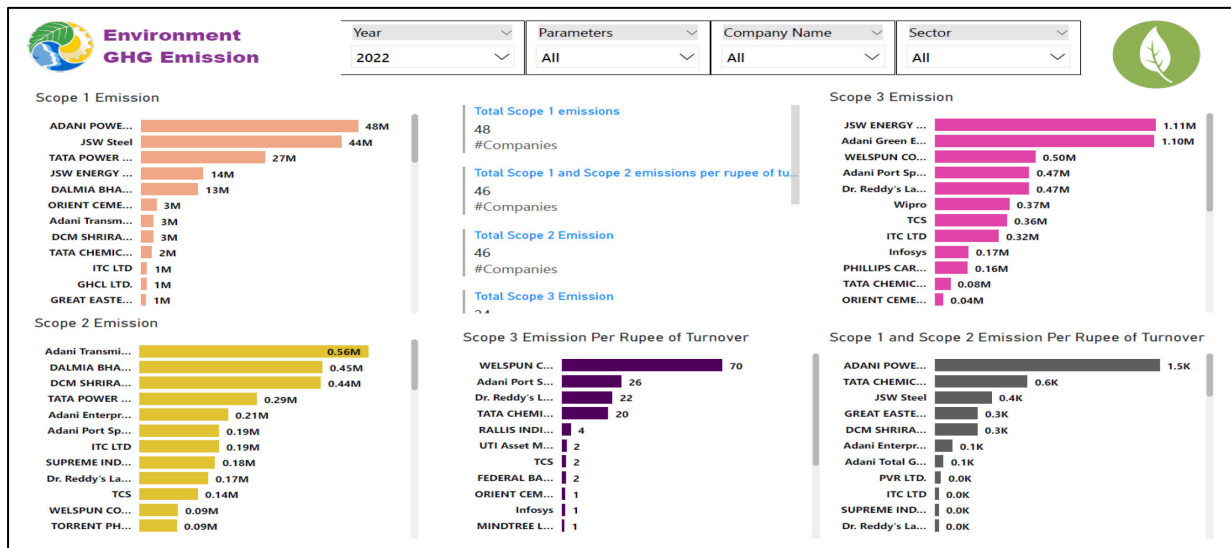 Environment
GHG Emission
Year
2022
Parameters
All
Company Name
All
Sector
All
Scope 1 Emission
ADANI POWE... 48M
JSW Steel 44M
TATA POWER ... 27M
JSW ENERGY ... 14M
DALMIA BHA... 13M
ORIENT CEME... 3M
Adani Transm... 3M
DCM SHRIRA... 3M
TATA CHEMIC... 2M
ITC LTD 1M
GHCL LTD. 1M
GREAT EASTE... 1M
Total Scope 1 emissions
48
#Companies
Total Scope 1 and Scope 2 emissions per rupee of tu...
46
#Companies
Total Scope 2 Emission
46
#Companies
Total Scope 3 Emission
Scope 3 Emission
JSW ENERGY ... 1.11M
Adani Green E... 1.10M
WELSPUN CO... 0.50M
Adani Port Sp... 0.47M
Dr. Reddy's La... 0.47M
Wipro 0.37M
TCS 0.36M
ITC LTD 0.32M
Infosys 0.17M
PHILLIPS CAR... 0.16M
TATA CHEMIC... 0.08M
ORIENT CEME... 0.04M
Scope 2 Emission
Adani Transmi... 0.56M
DALMIA BHA... 0.45M
DCM SHRIRA... 0.44M
TATA POWER ... 0.29M
Adani Enterpr... 0.21M
Adani Port Sp... 0.19M
ITC LTD 0.19M
SUPREME IND... 0.18M
Dr. Reddy's La... 0.17M
TCS 0.14M
WELSPUN CO... 0.09M
TORRENT PH... 0.09M
Scope 3 Emission Per Rupee of Turnover
WELSPUN C... 70
Adani Port S... 26
Dr. Reddy's L... 22
TATA CHEMI... 20
RALLIS INDI... 4
UTI Asset M... 2
TCS 2
FEDERAL BA... 2
ORIENT CEM... 1
Infosys 1
MINDTREE L... 1
Scope 1 and Scope 2 Emission Per Rupee of Turnover
ADANI POWE... 1.5K
TATA CHEMIC... 0.6K
JSW Steel 0.4K
GREAT EASTE... 0.3K
DCM SHRIRA... 0.3K
Adani Enterpr... 0.1K
Adani Total G... 0.1K
PVR LTD. 0.0K
ITC LTD 0.0K
SUPREME IND... 0.0K
Dr. Reddy's La... 0.0K